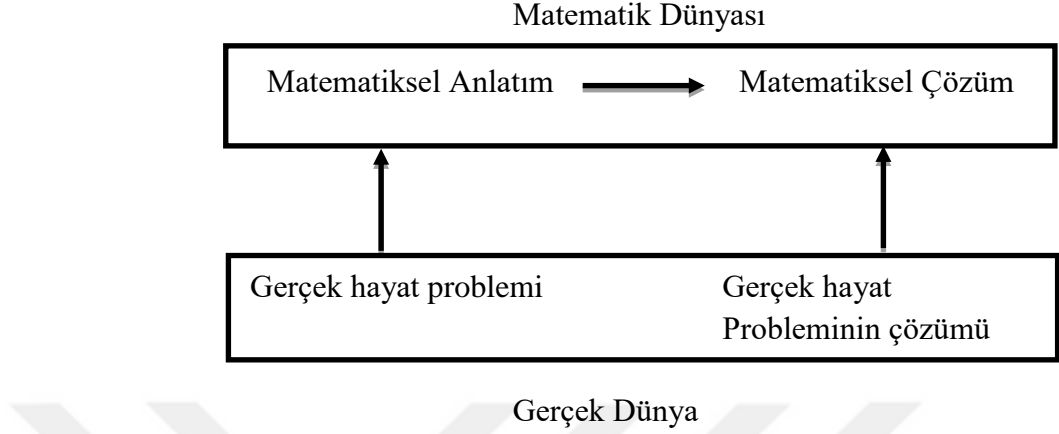 Matematik Dünyası
Matematiksel Anlatım
Matematiksel Çözüm
Gerçek hayat problemi
Gerçek hayat
Probleminin çözümü
Gerçek Dünya